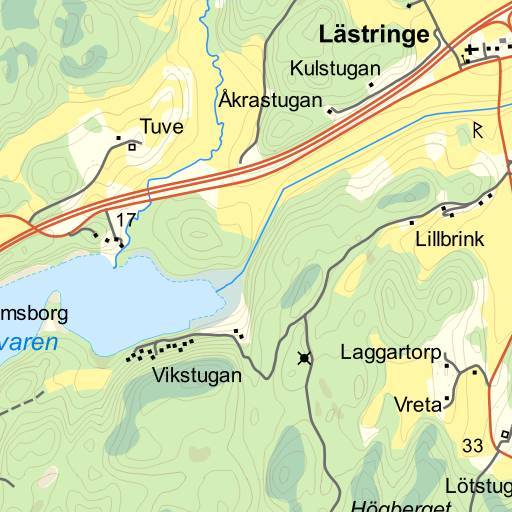 Lästringe
Kulstugan
Åkrastugan
Tuve
R
17
Lillbrink
msborg
varen
Laggartorp
Vikstugan
Vreta
33
Lötstug
Högberget